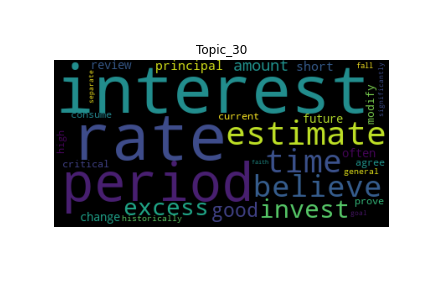 Topic_30
separate review principal amount short fall
interest modify significantly
consume current future
rate estimate
high critical time often agree
period believe faith general
excess good invest prove
change historically goal